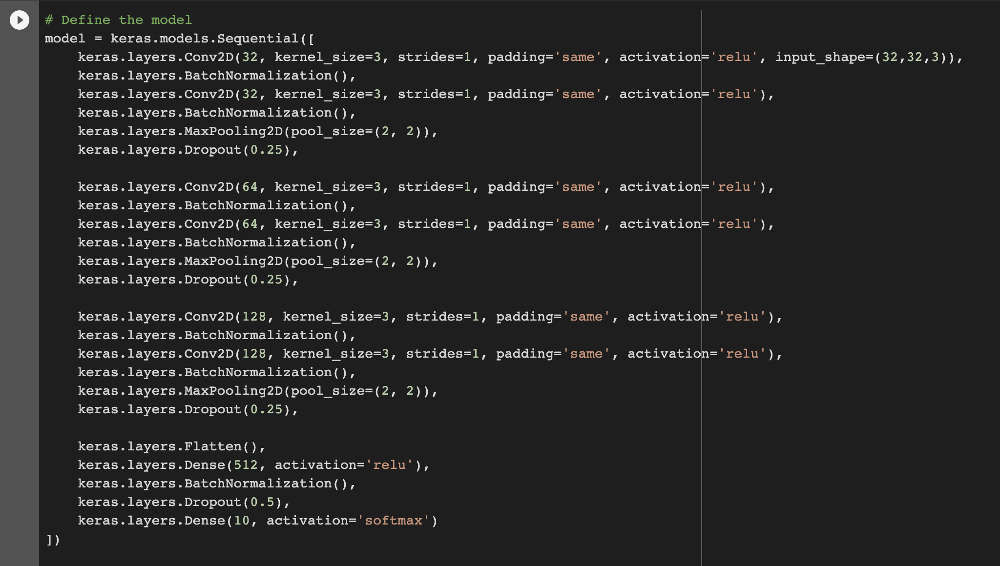 # Define the model
model = keras.models.Sequential([
    keras.layers.Conv2D(32, kernel_size=3, strides=1, padding='same', activation='relu', input_shape=(32,32,3)),
    keras.layers.BatchNormalization(),
    keras.layers.Conv2D(32, kernel_size=3, strides=1, padding='same', activation='relu'),
    keras.layers.BatchNormalization(),
    keras.layers.MaxPooling2D(pool_size=(2, 2)),
    keras.layers.Dropout(0.25),

    keras.layers.Conv2D(64, kernel_size=3, strides=1, padding='same', activation='relu'),
    keras.layers.BatchNormalization(),
    keras.layers.Conv2D(64, kernel_size=3, strides=1, padding='same', activation='relu'),
    keras.layers.BatchNormalization(),
    keras.layers.MaxPooling2D(pool_size=(2, 2)),
    keras.layers.Dropout(0.25),

    keras.layers.Conv2D(128, kernel_size=3, strides=1, padding='same', activation='relu'),
    keras.layers.BatchNormalization(),
    keras.layers.Conv2D(128, kernel_size=3, strides=1, padding='same', activation='relu'),
    keras.layers.BatchNormalization(),
    keras.layers.MaxPooling2D(pool_size=(2, 2)),
    keras.layers.Dropout(0.25),

    keras.layers.Flatten(),
    keras.layers.Dense(512, activation='relu'),
    keras.layers.BatchNormalization(),
    keras.layers.Dropout(0.5),
    keras.layers.Dense(10, activation='softmax')
])